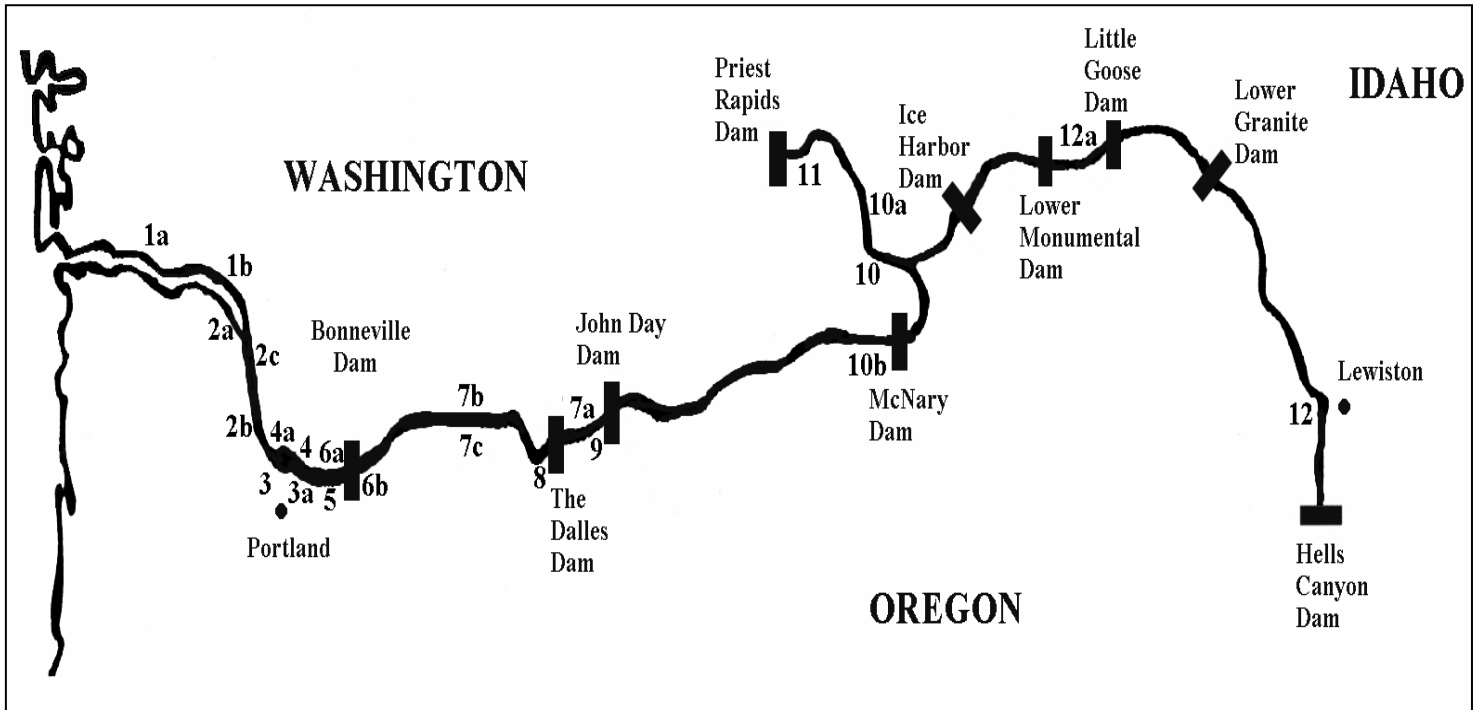 Priest
Rapids
Dam
Ice
Harbor
Dam
Little
Goose
Dam
IDAHO
Lower
Granite
Dam
WASHINGTON
11
12a
10a
Lower
Monumental
Dam
1a
1b
10
2a
2c
Bonneville
Dam
John Day
Dam
10b
McNary
Dam
Lewiston
12
7b
7a
7c
9
2b
4a
4
6a
3
3a
5
6b
8
The
Dalles
Dam
Portland
OREGON
Hells
Canyon
Dam